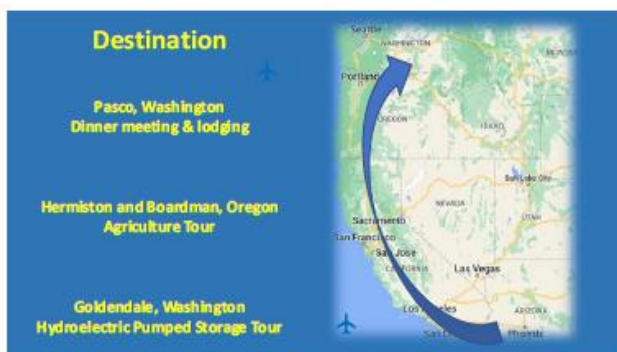 Destination
Pasco, Washington
Dinner meeting & lodging
Hermiston and Boardman, Oregon
Agriculture Tour
Goldendale, Washington
Hydroelectric Pumped Storage Tour
Seattle
WASHINGTON
Portland
OREGON
IDAHO
Salt Lake City
NEVADA
UTAH
Sacramento
San Francisco
San Jose
CALIFORNIA
Las Vegas
ARIZONA
Phoenix